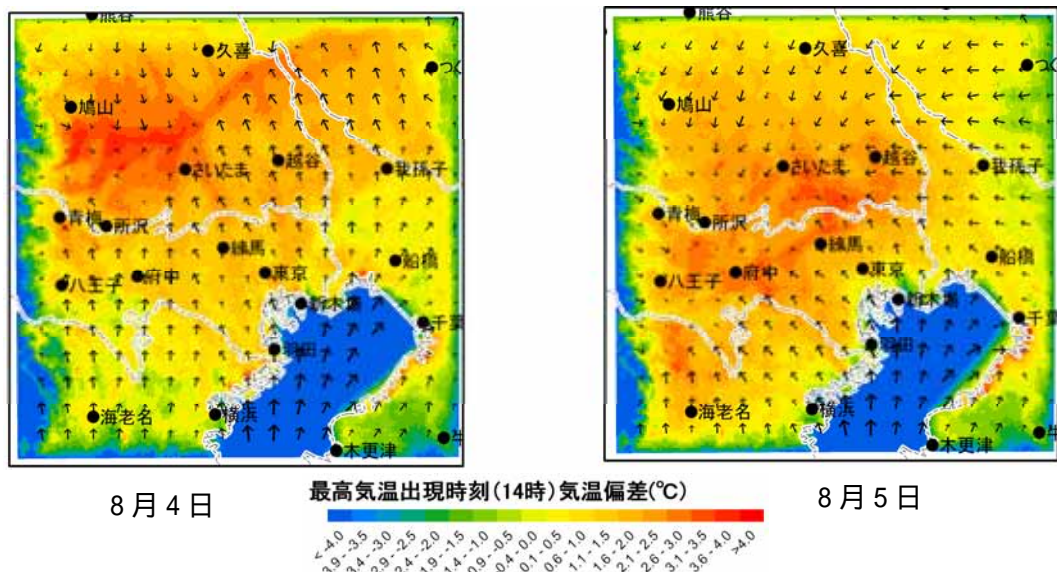 熊谷
久喜
つく
鳩山
越谷
さいたま
我孫子
青梅
所沢
練馬
船橋
府中
東京
八王子
新木場
千葉
羽田
海老名
横浜
木更津
牛
8月4日
熊谷
久喜
つく
鳩山
越谷
さいたま
我孫子
青梅
所沢
練馬
船橋
府中
東京
八王子
新木場
千葉
羽田
海老名
横浜
木更津
牛
8月5日
最高気温出現時刻(14時)気温偏差(℃)
< -4.0
-3.9 - -3.5
-3.4 - -3.0
-2.9 - -2.5
-2.4 - -2.0
-1.9 - -1.5
-1.4 - -1.0
-0.9 - -0.5
-0.4 - 0.0
0.1 - 0.5
0.6 - 1.0
1.1 - 1.5
1.6 - 2.0
2.1 - 2.5
2.6 - 3.0
3.1 - 3.5
3.6 - 4.0
>4.0